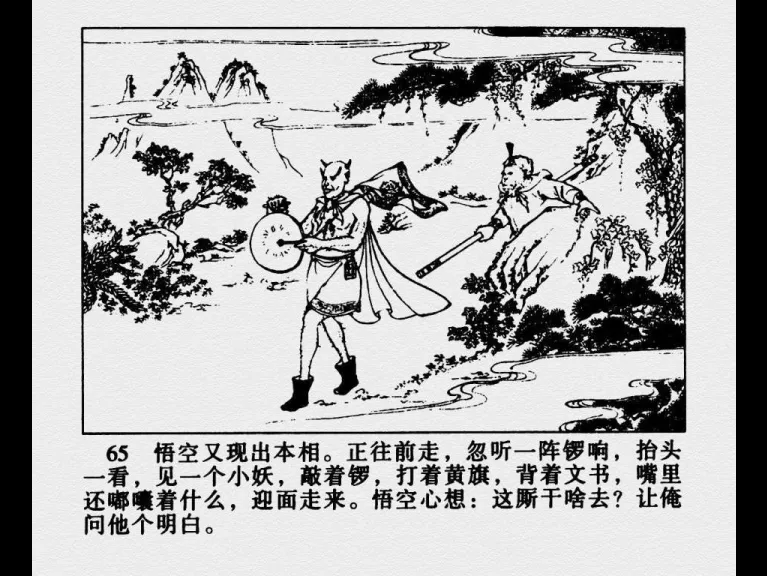 65 悟空又现出本相。正往前走，忽听一阵锣响，抬头
一看，见一个小妖，敲着锣，打着黄旗，背着文书，嘴里
还嘟囔着什么，迎面走来。悟空心想：这厮干啥去？让俺
问他个明白。